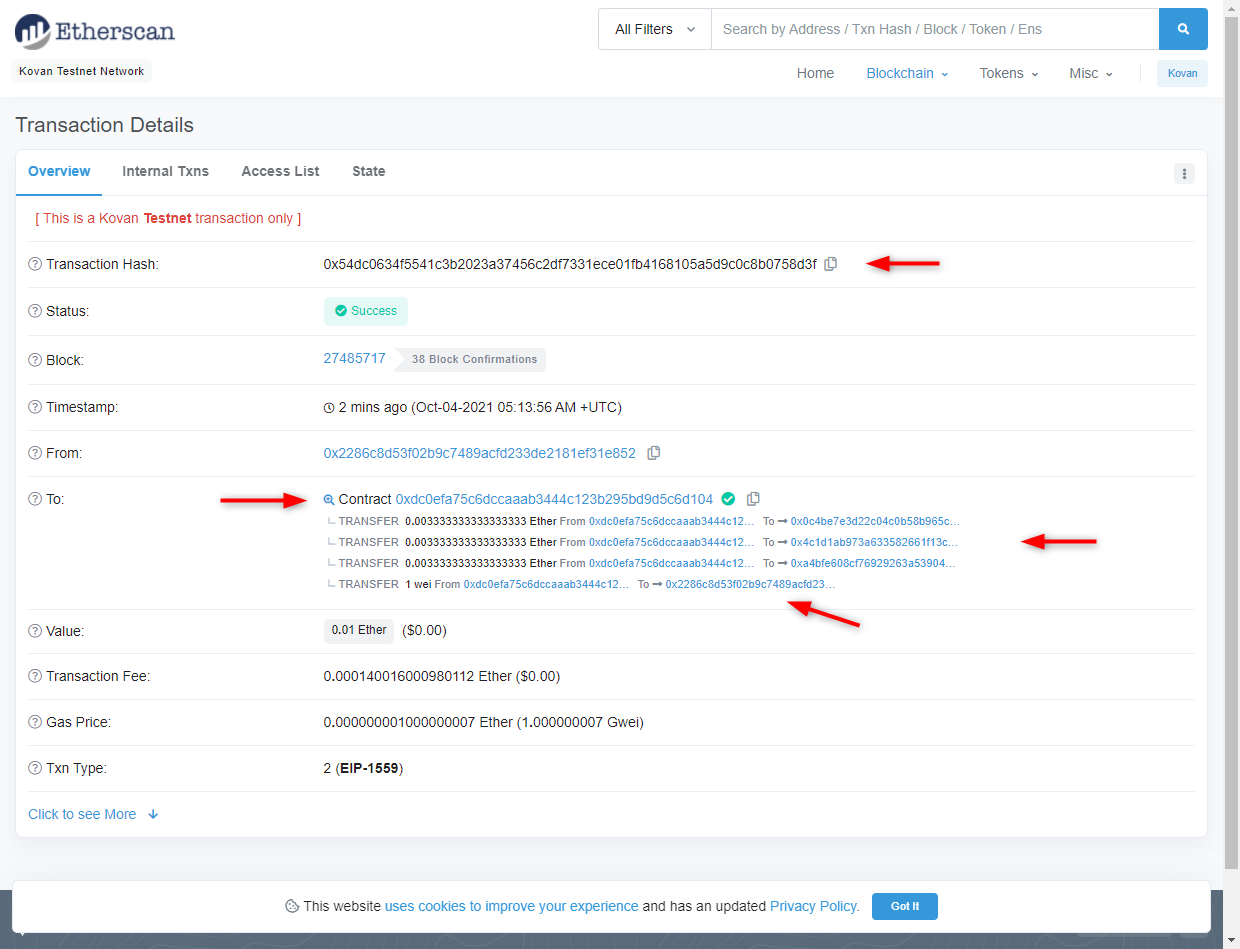 Etherscan
All Filters Search by Address / Txn Hash / Block / Token / Ens
Kovan Testnet Network
Home Blockchain Tokens Misc Kovan
Transaction Details
Overview Internal Txns Access List State
[ This is a Kovan Testnet transaction only ]
Transaction Hash: 0x54dc0634f5541c3b2023a37456c2df7331ece01fb4168105a5d9c0c8b0758d3f
Status: Success
Block: 27485717 38 Block Confirmations
Timestamp: 2 mins ago (Oct-04-2021 05:13:56 AM +UTC)
From: 0x2286c8d53f02b9c7489acfd233de2181ef31e852
To: Contract 0xdc0efa75c6dccaaab3444c123b295bd9d5c6d104
TRANSFER 0.003333333333333333 Ether From 0xdc0efa75c6dccaaab3444c12... To → 0x0c4be7e3d22c04c0b58b965c...
TRANSFER 0.003333333333333333 Ether From 0xdc0efa75c6dccaaab3444c12... To → 0x4c1d1ab973a633582661f13c...
TRANSFER 0.003333333333333333 Ether From 0xdc0efa75c6dccaaab3444c12... To → 0xa4bfe608cf76929263a53904...
TRANSFER 1 wei From 0xdc0efa75c6dccaaab3444c12... To → 0x2286c8d53f02b9c7489acfd23...
Value: 0.01 Ether ($0.00)
Transaction Fee: 0.000140016000980112 Ether ($0.00)
Gas Price: 0.000000001000000007 Ether (1.000000007 Gwei)
Txn Type: 2 (EIP-1559)
Click to see More
This website uses cookies to improve your experience and has an updated Privacy Policy. Got It